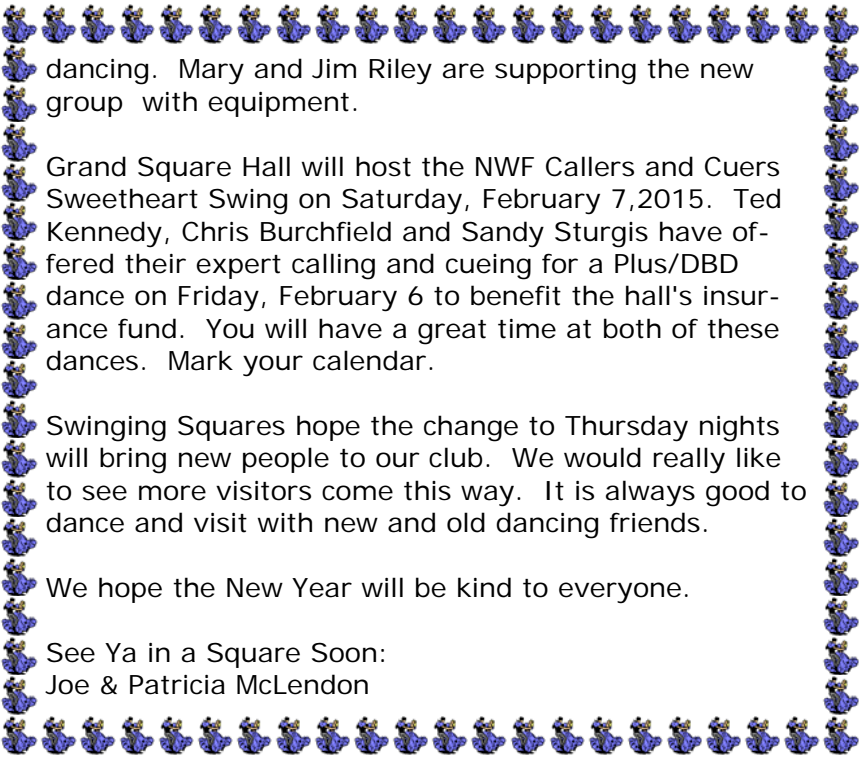 dancing.  Mary and Jim Riley are supporting the new
group  with equipment.

Grand Square Hall will host the NWF Callers and Cuers
Sweetheart Swing on Saturday, February 7,2015.  Ted
Kennedy, Chris Burchfield and Sandy Sturgis have of-
fered their expert calling and cueing for a Plus/DBD
dance on Friday, February 6 to benefit the hall's insur-
ance fund.  You will have a great time at both of these
dances.  Mark your calendar.

Swinging Squares hope the change to Thursday nights
will bring new people to our club.  We would really like
to see more visitors come this way.  It is always good to
dance and visit with new and old dancing friends.

We hope the New Year will be kind to everyone.

See Ya in a Square Soon:
Joe & Patricia McLendon